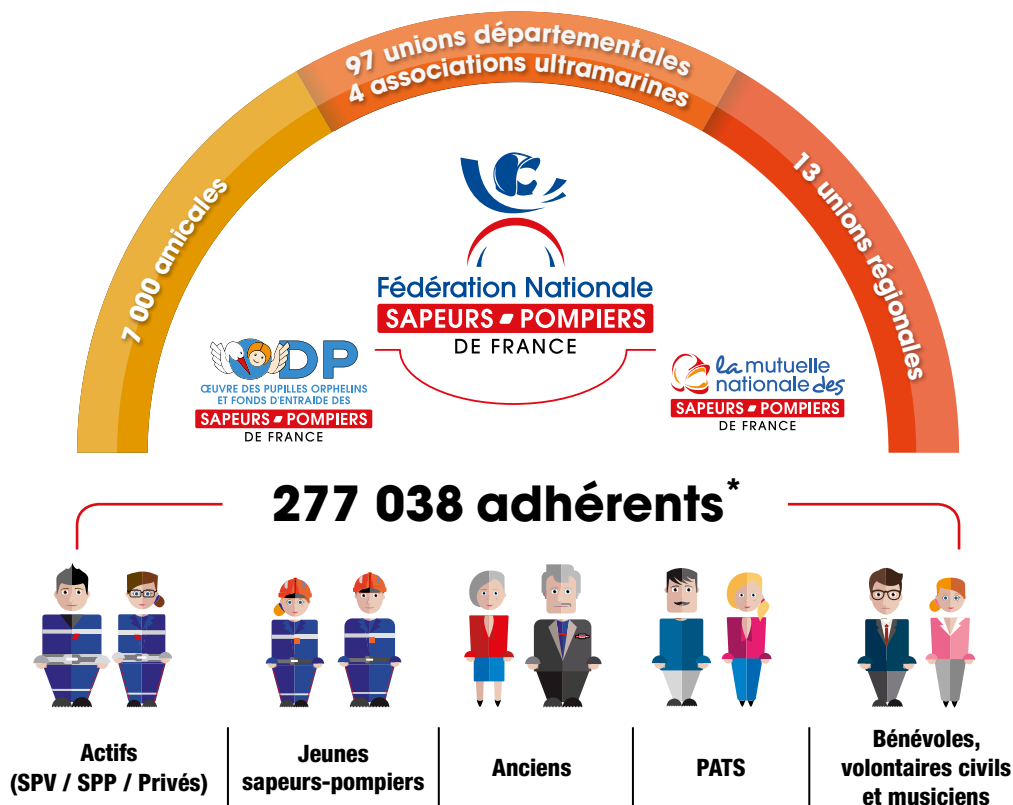 97 unions départementales
4 associations ultramarines
7 000 amicales
13 unions régionales
Fédération Nationale
SAPEURS - POMPIERS
DE FRANCE
ODP
ŒUVRE DES PUPILLES ORPHELINS
ET FONDS D'ENTRAIDE DES
SAPEURS - POMPIERS
DE FRANCE
la mutuelle
nationale des
SAPEURS - POMPIERS
DE FRANCE
277 038 adhérents*
Actifs
(SPV / SPP / Privés)
Jeunes
sapeurs-pompiers
Anciens
PATS
Bénévoles,
volontaires civils
et musiciens